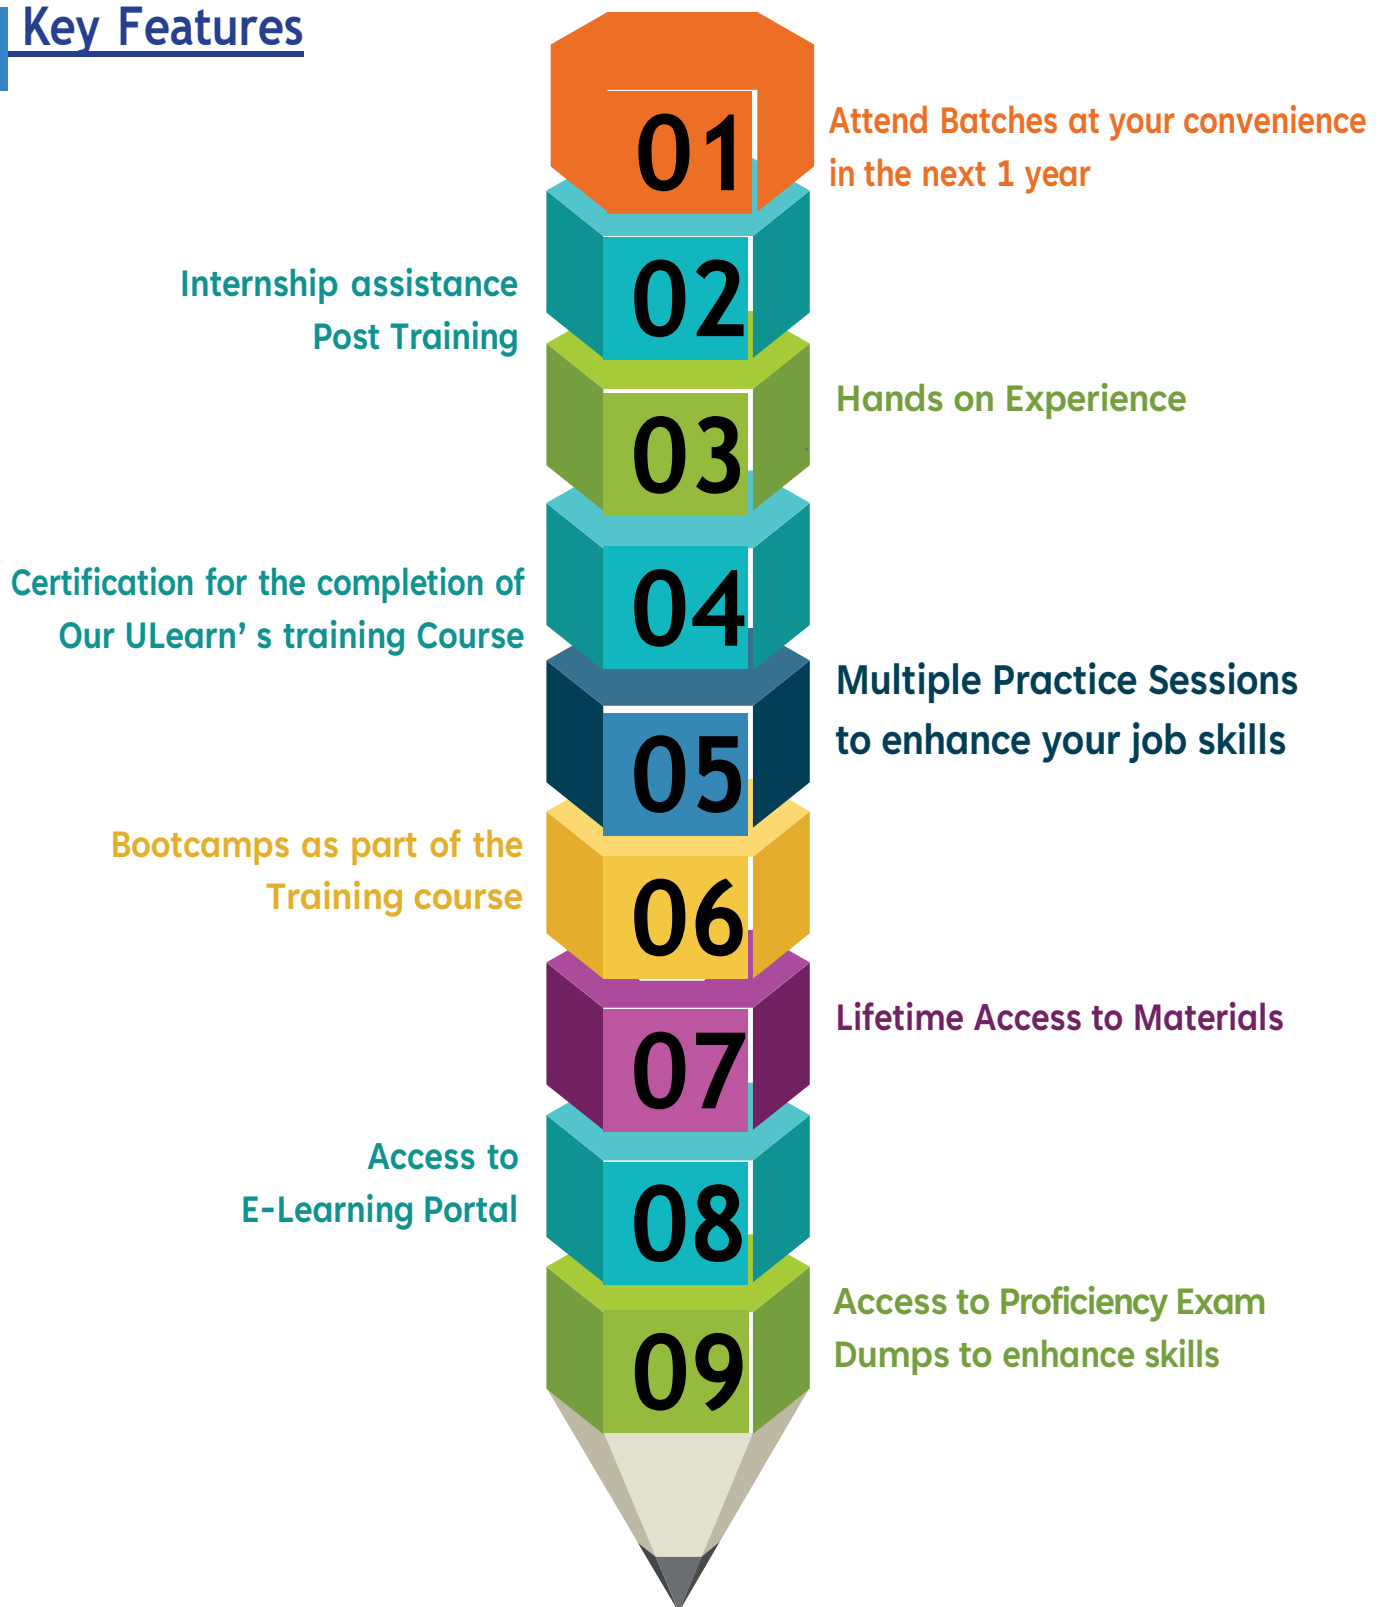 Key Features
01
Attend Batches at your convenience
in the next 1 year
02
Internship assistance
Post Training
03
Hands on Experience
04
Certification for the completion of
Our ULearn’ s training Course
05
Multiple Practice Sessions
to enhance your job skills
06
Bootcamps as part of the
Training course
07
Lifetime Access to Materials
08
Access to
E-Learning Portal
09
Access to Proficiency Exam
Dumps to enhance skills